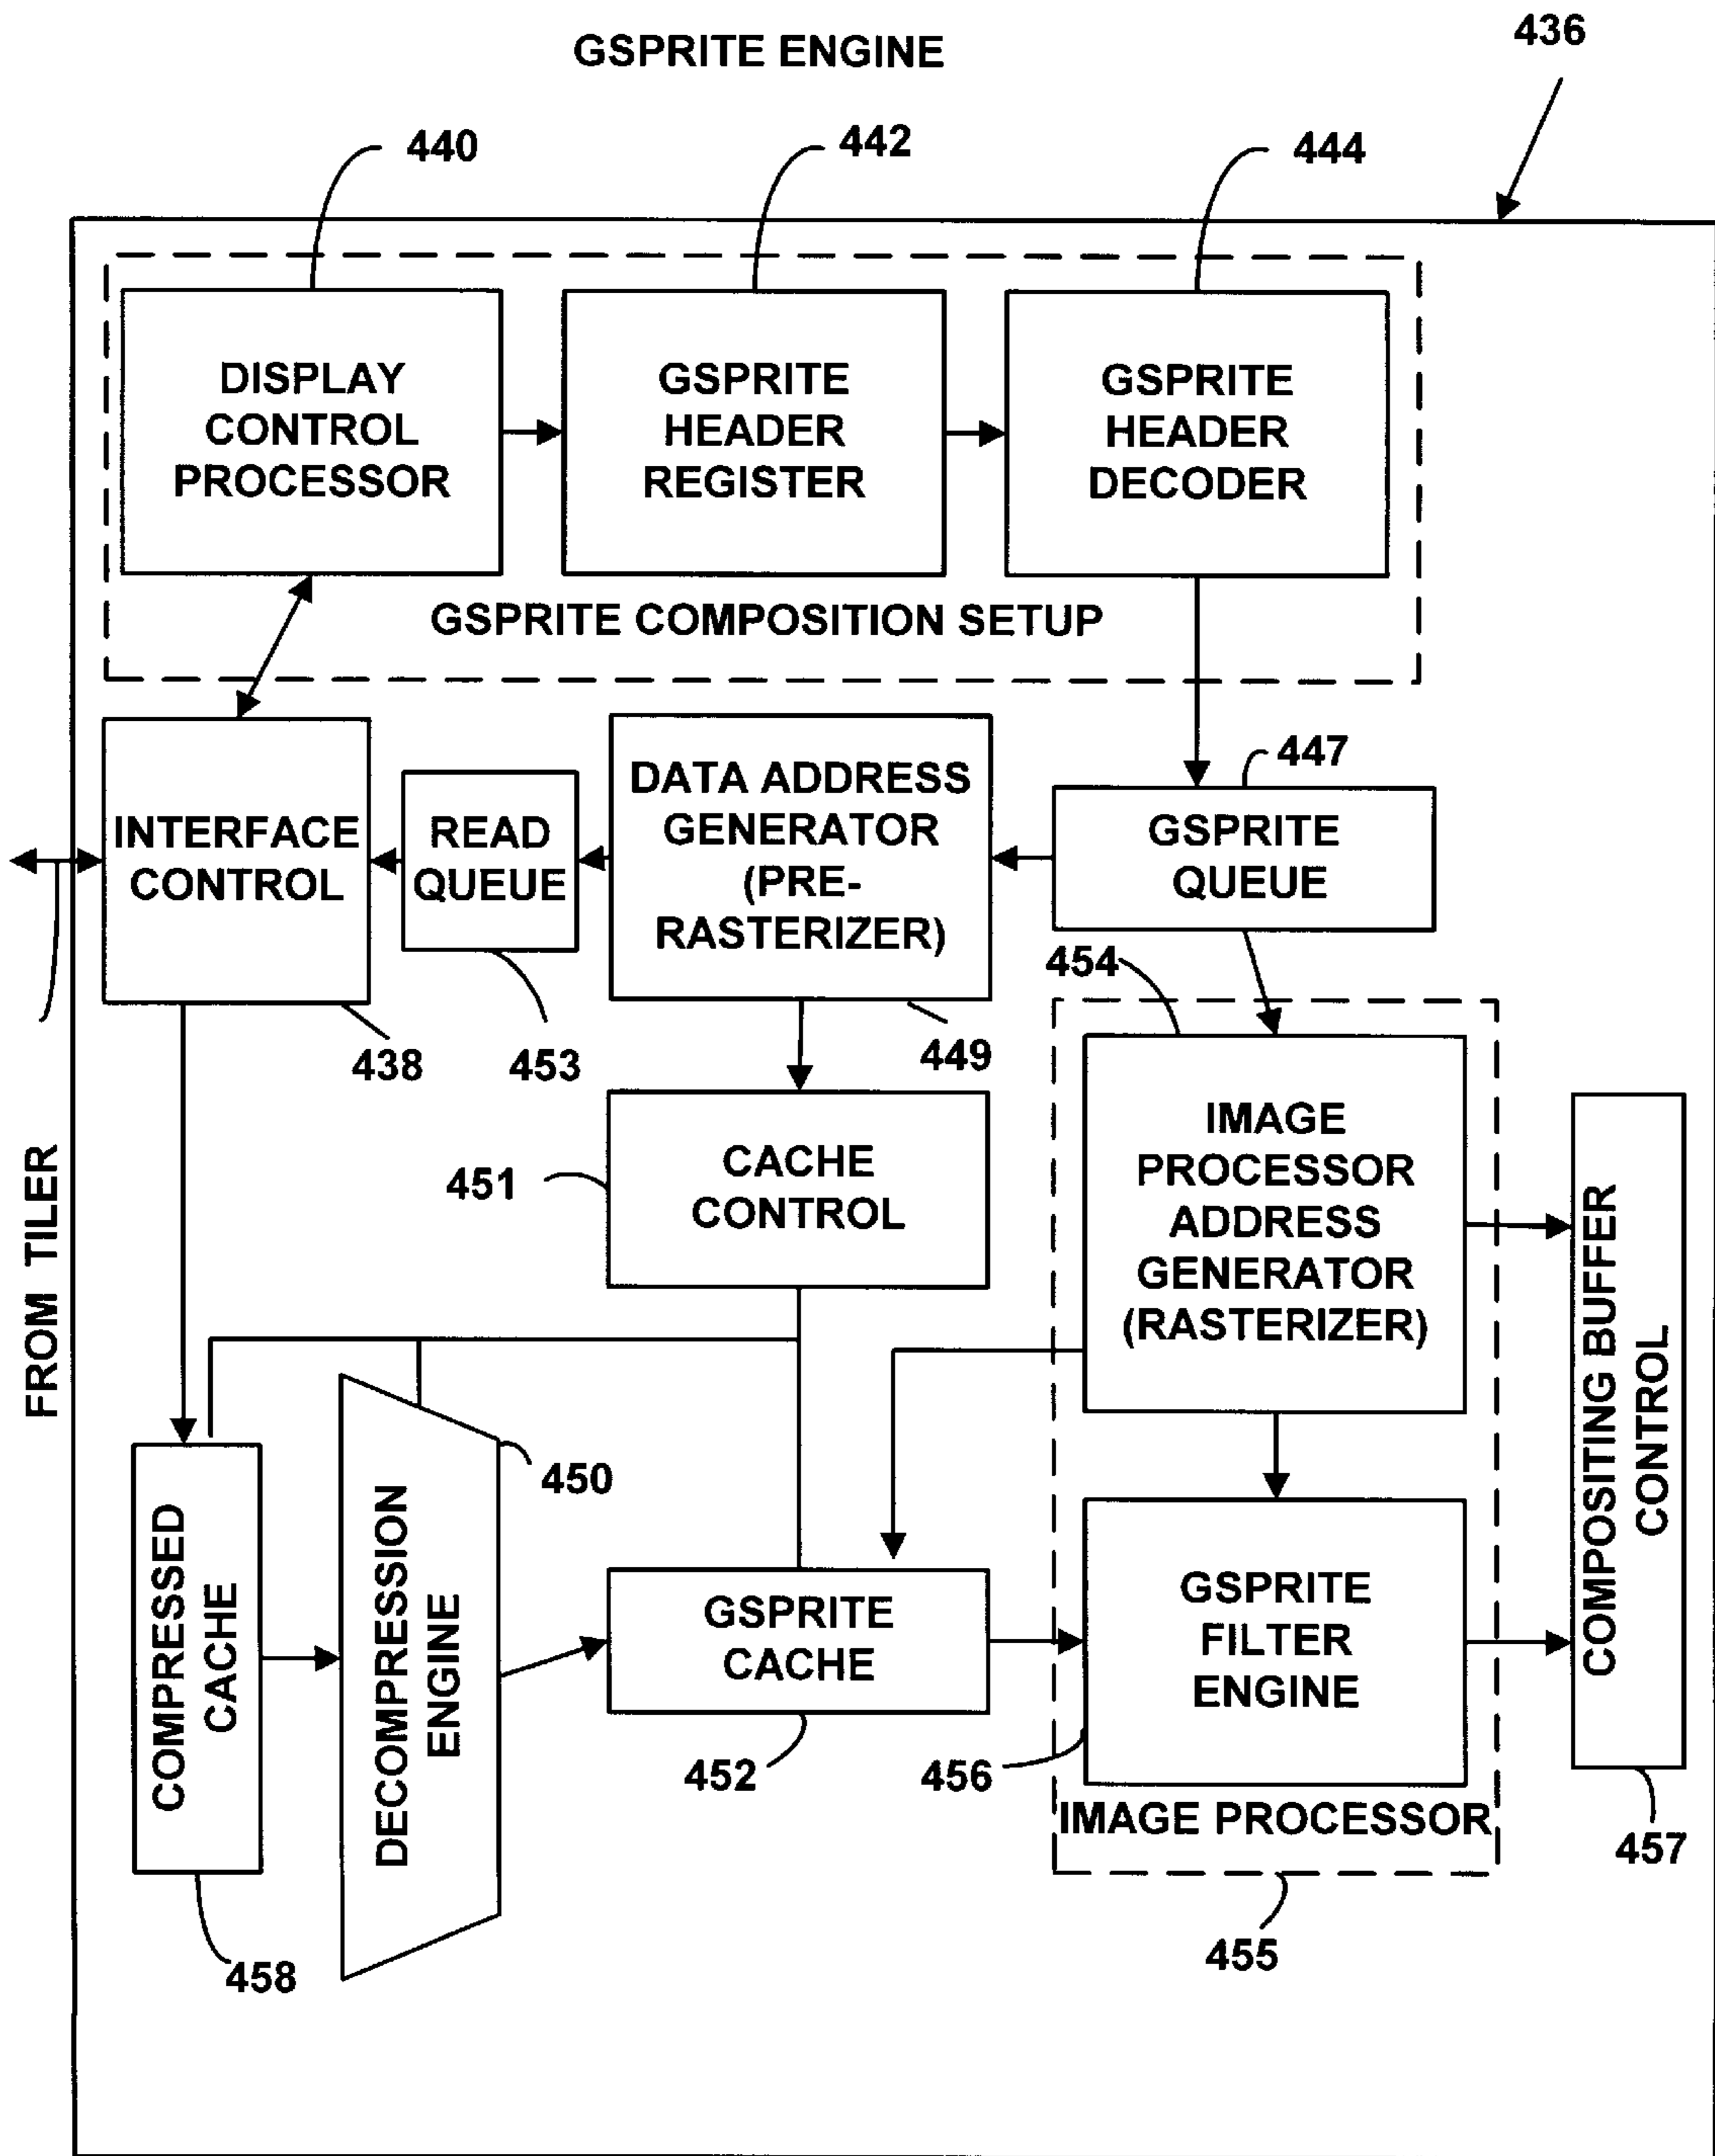 GSPRITE ENGINE
436
440
442
444
DISPLAY
CONTROL
PROCESSOR
GSPRITE
HEADER
REGISTER
GSPRITE
HEADER
DECODER
GSPRITE COMPOSITION SETUP
INTERFACE
CONTROL
READ
QUEUE
DATA ADDRESS
GENERATOR
(PRE-
RASTERIZER)
447
GSPRITE
QUEUE
438
453
449
454
FROM TILER
451
CACHE
CONTROL
IMAGE
PROCESSOR
ADDRESS
GENERATOR
(RASTERIZER)
COMPOSITING BUFFER
CONTROL
COMPRESSED
CACHE
DECOMPRESSION
ENGINE
450
GSPRITE
CACHE
GSPRITE
FILTER
ENGINE
452
456
IMAGE PROCESSOR
457
458
455